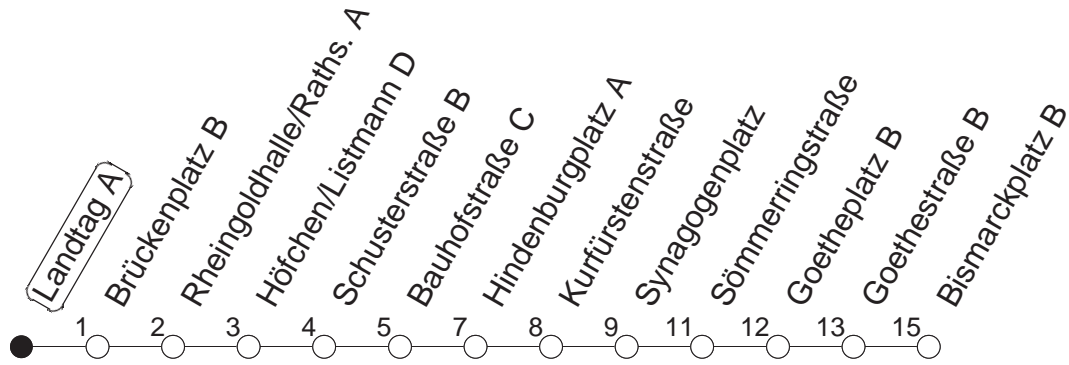 Landtag A
Brückenplatz B
Rheingoldhalle/Raths. A
Höfchen/Listmann D
Schusterstraße B
Bauhofstraße C
Hindenburgplatz A
Kurfürstenstraße
Synagogenplatz
Sömmerringstraße
Goetheplatz B
Goethestraße B
Bismarckplatz B
1 2 3 4 5 7 8 9 11 12 13 15